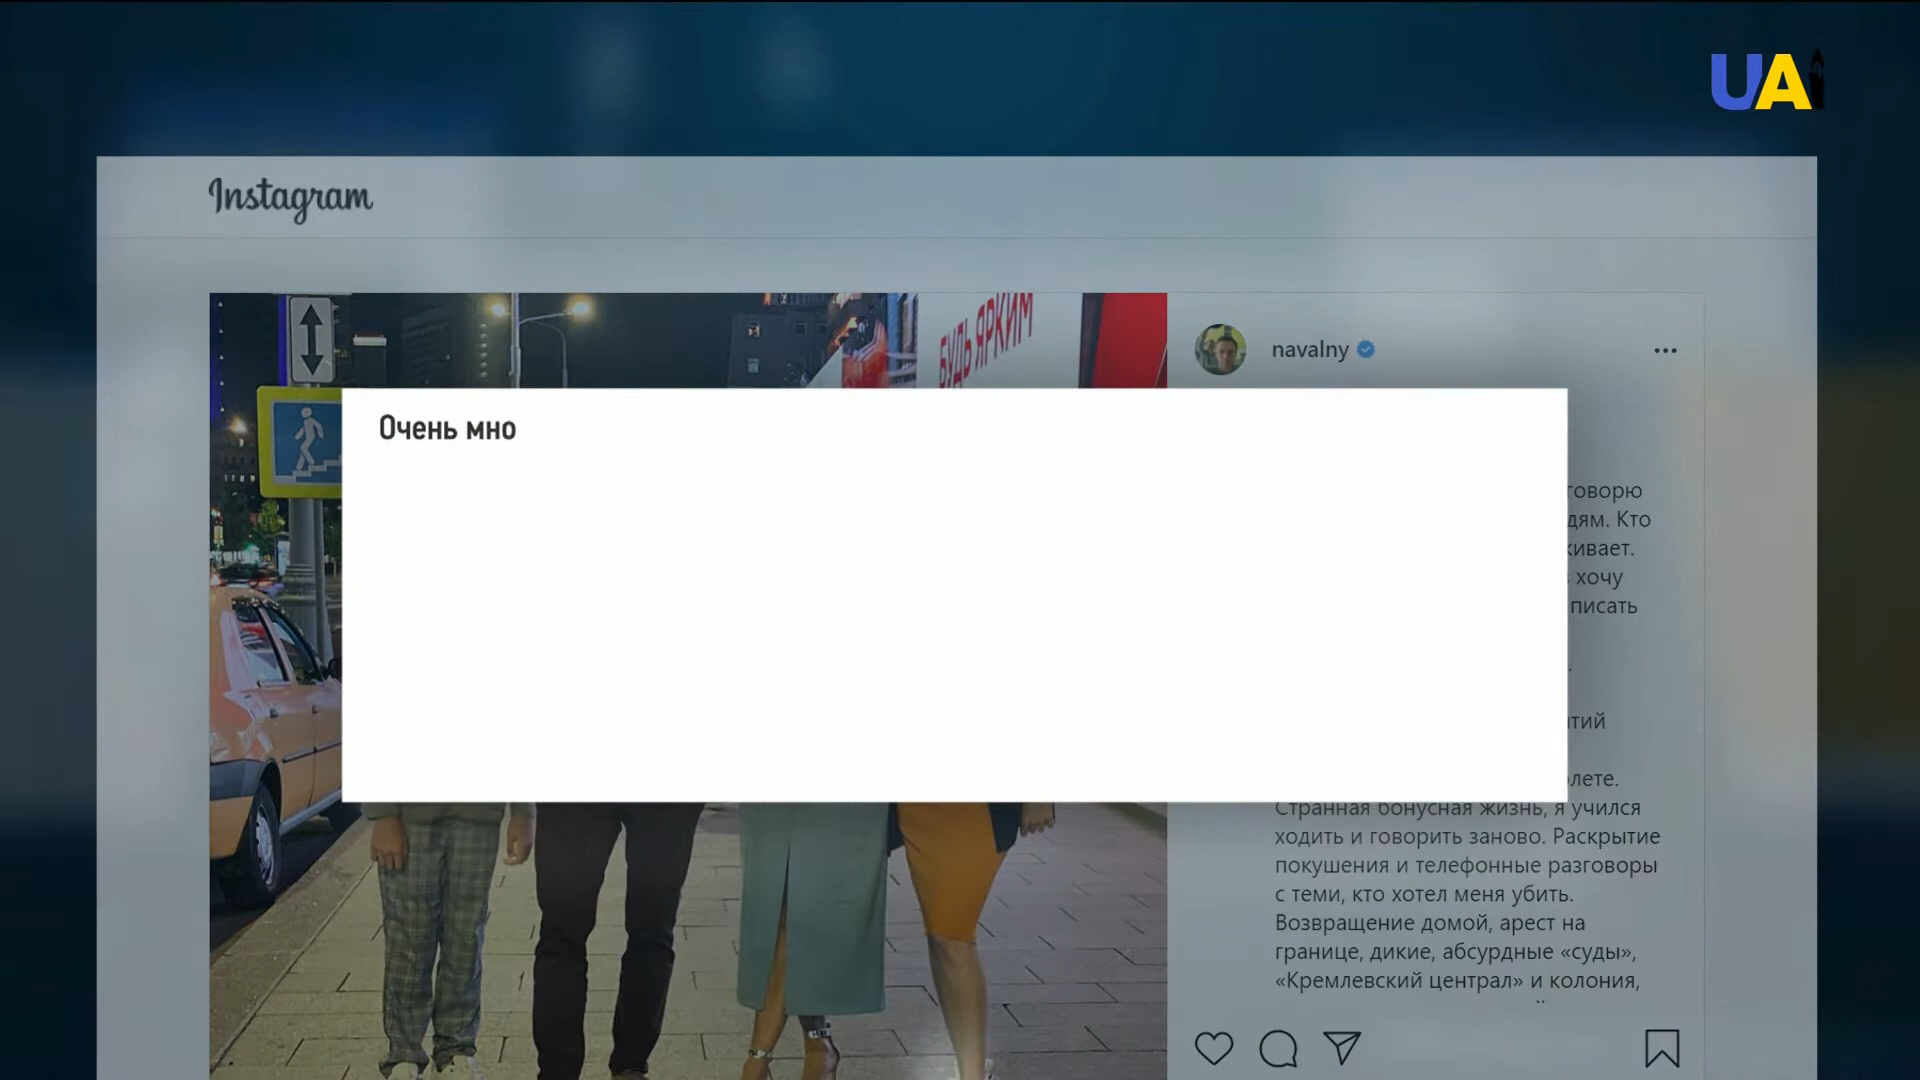 UA
Instagram
БУДЬ ЯРКИМ
navalny
Очень мно
говорю
дям. Кто
живает.
хочу
писать
тий
лете.
Странная бонусная жизнь, я учился
ходить и говорить заново. Раскрытие
покушения и телефонные разговоры
с теми, кто хотел меня убить.
Возвращение домой, арест на
границе, дикие, абсурдные «суды»,
«Кремлевский централ» и колония,